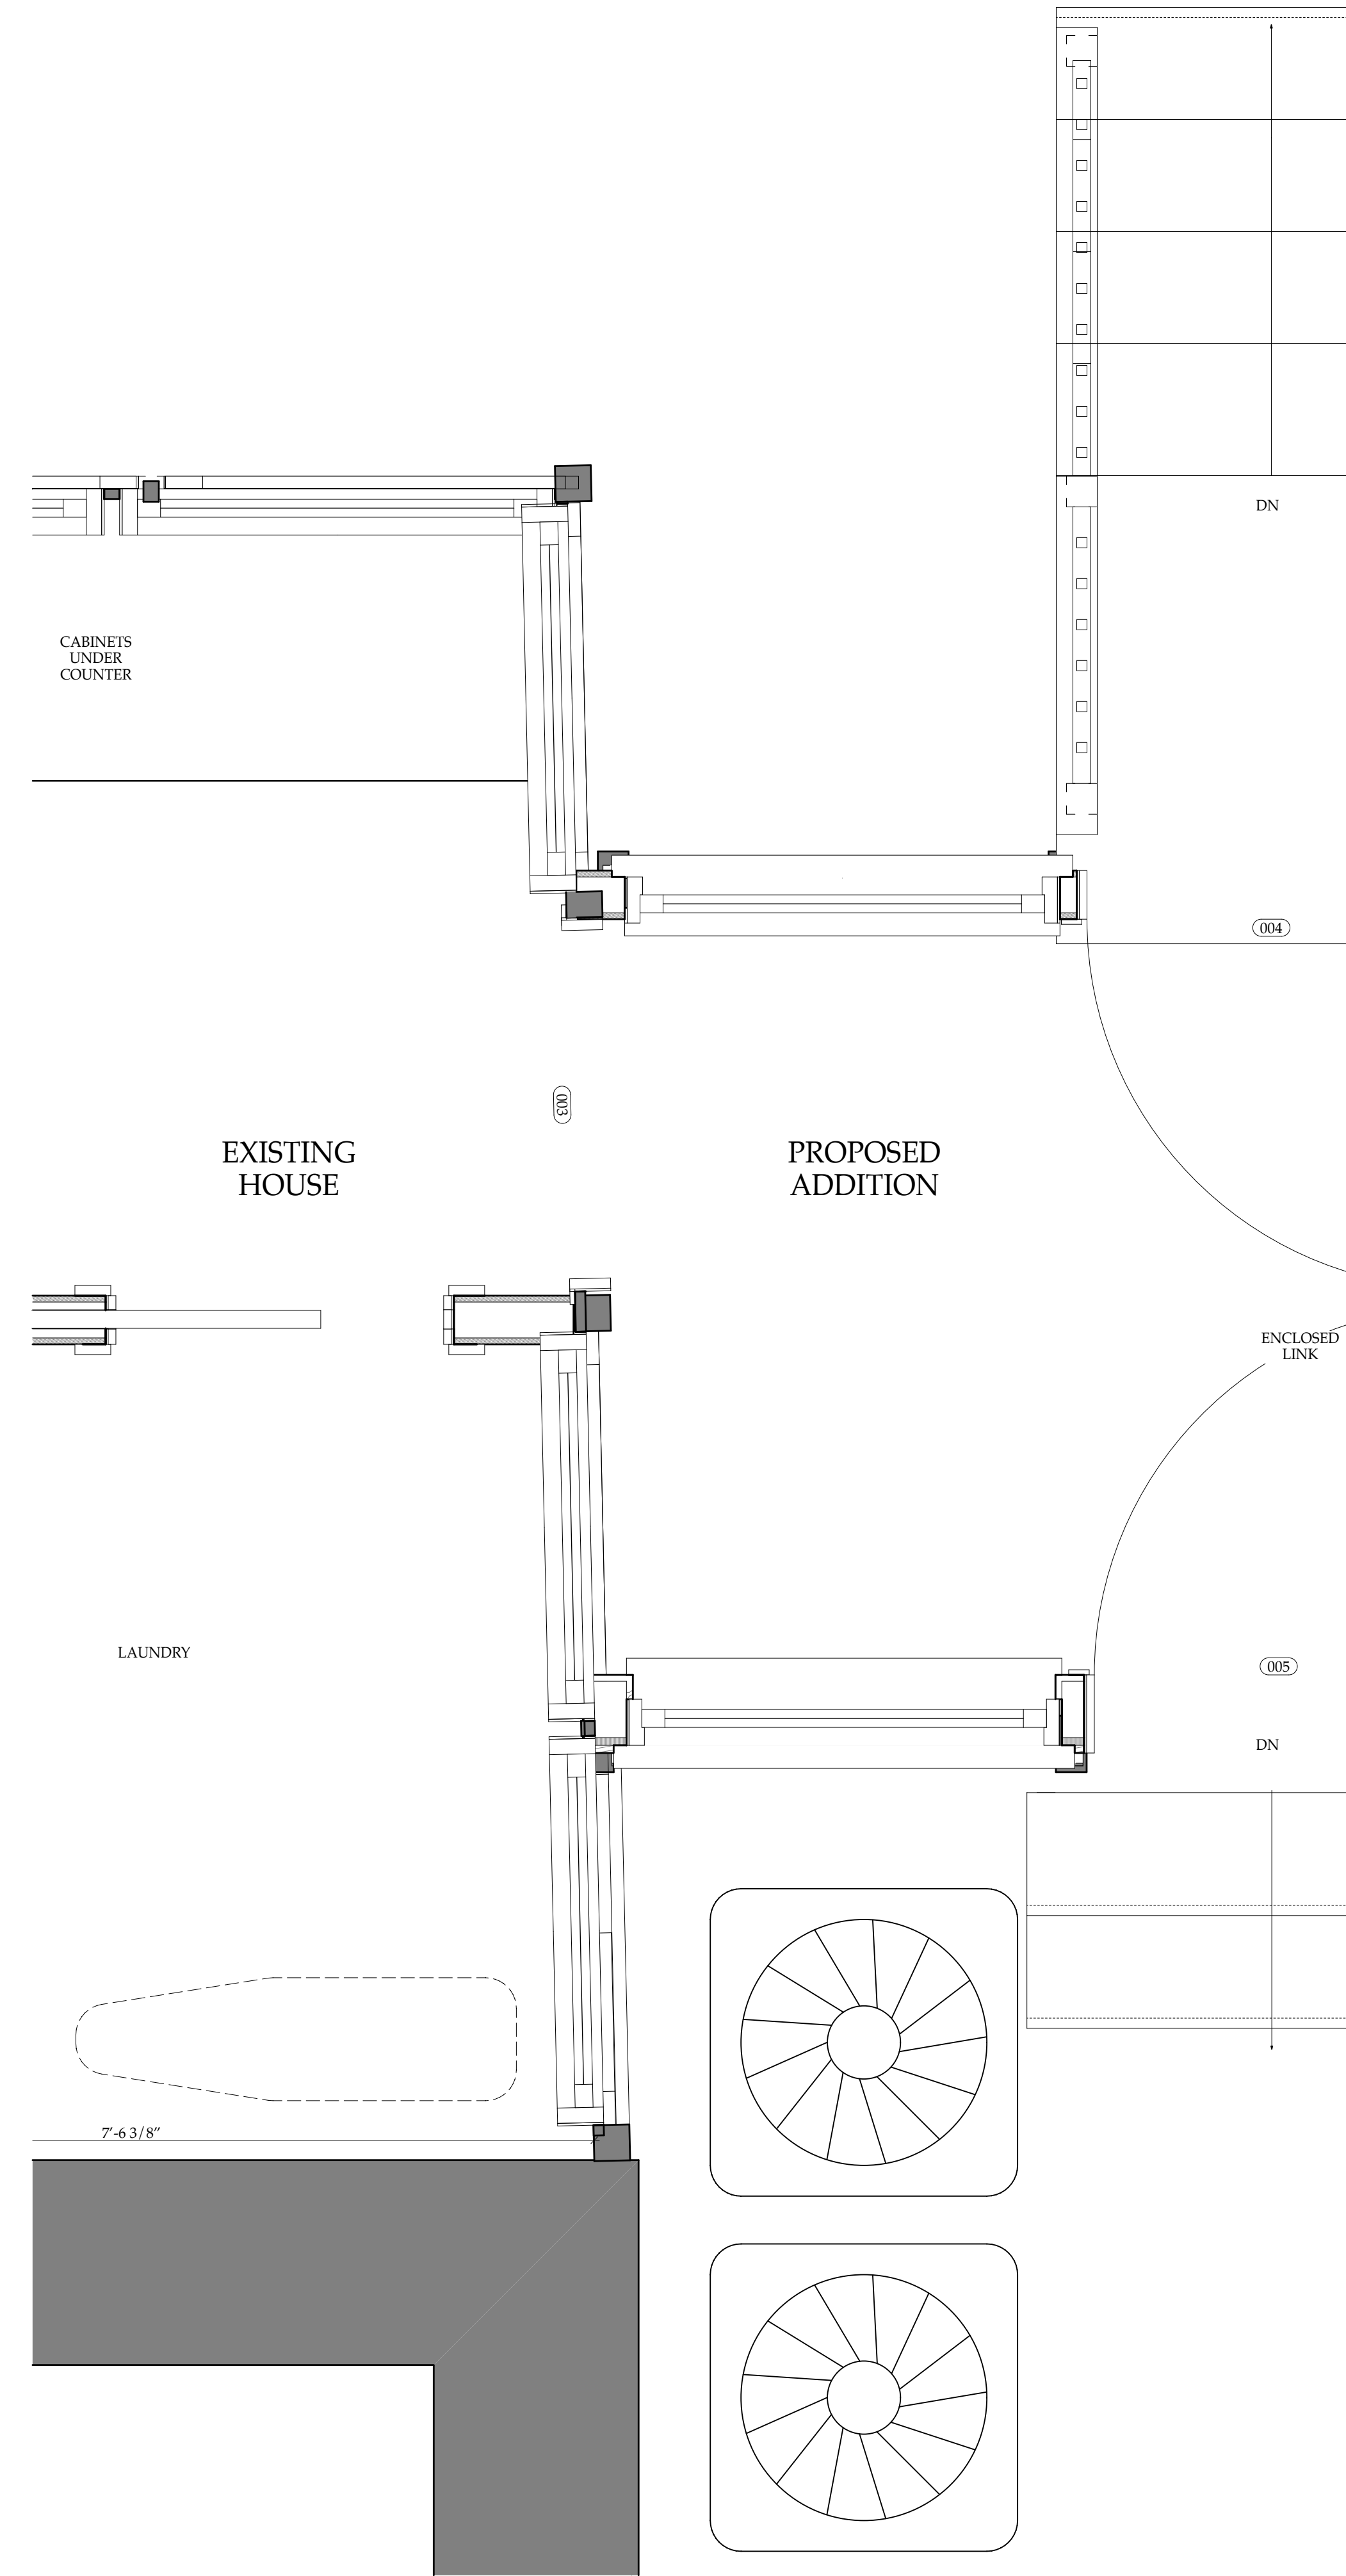 DN
CABINETS
UNDER
COUNTER
004
003
EXISTING
HOUSE
PROPOSED
ADDITION
ENCLOSED
LINK
LAUNDRY
005
DN
7'-6 3/8"